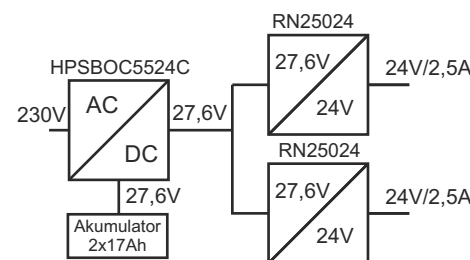 RN25024
27,6V
24V
24V/2,5A
HPSBOC5524C
230V
AC
DC
27,6V
27,6V
Akumulator
2x17Ah
RN25024
27,6V
24V
24V/2,5A